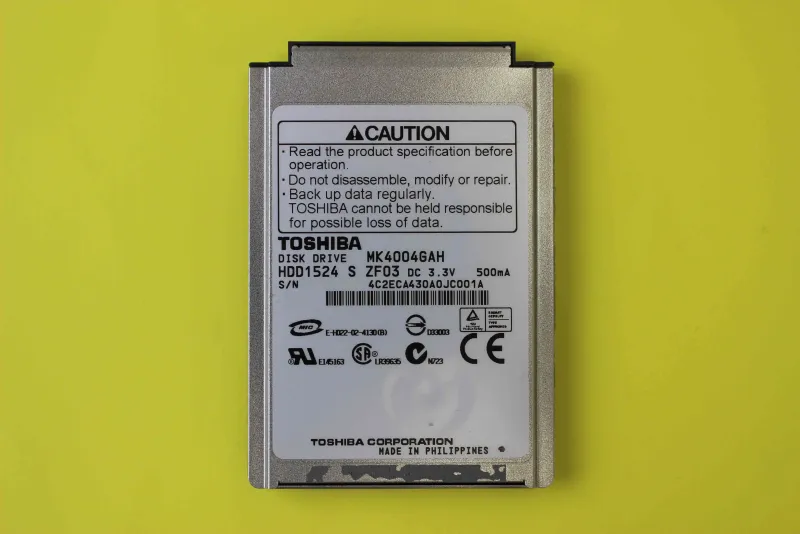 CAUTION
· Read the product specification before
operation.
· Do not disassemble, modify or repair.
· Back up data regularly.
TOSHIBA cannot be held responsible
for possible loss of data.
TOSHIBA
DISK DRIVE MK4004GAH
HDD1524 S ZF03 DC 3.3V 500mA
S/N 4C2ECA430A0JC001A
E-H022-02-4130(B) D33003
E145163 LR39635 N723
TOSHIBA CORPORATION
MADE IN PHILIPPINES